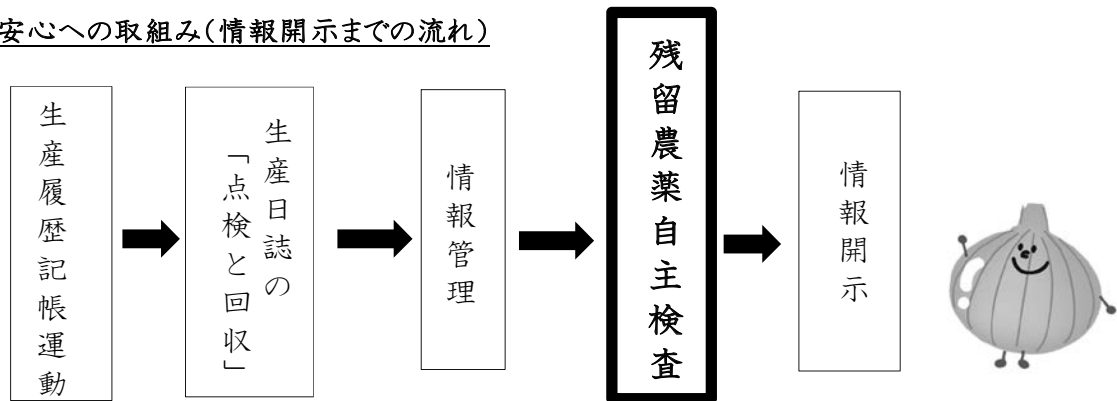 安心への取組み(情報開示までの流れ)
生産履歴記帳運動
生産日誌の
「点検と回収」
情報管理
残留農薬自主検査
情報開示